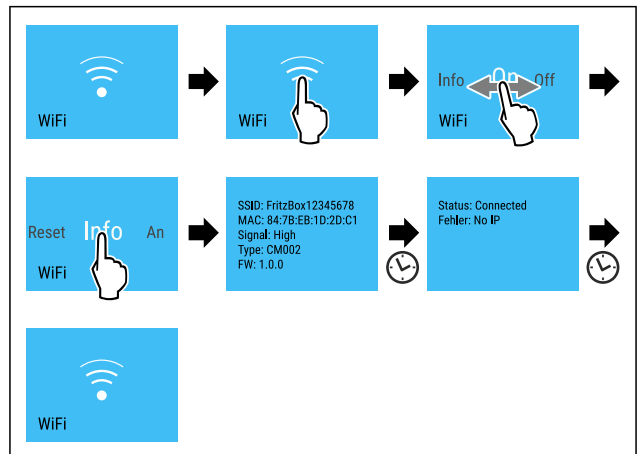 WiFi
WiFi
Info On Off
WiFi
Reset Info An
WiFi
SSID: FritzBox12345678
MAC: 84:7B:EB:1D:2D:C1
Signal: High
Type: CM002
FW: 1.0.0
Status: Connected
Fehler: No IP
WiFi